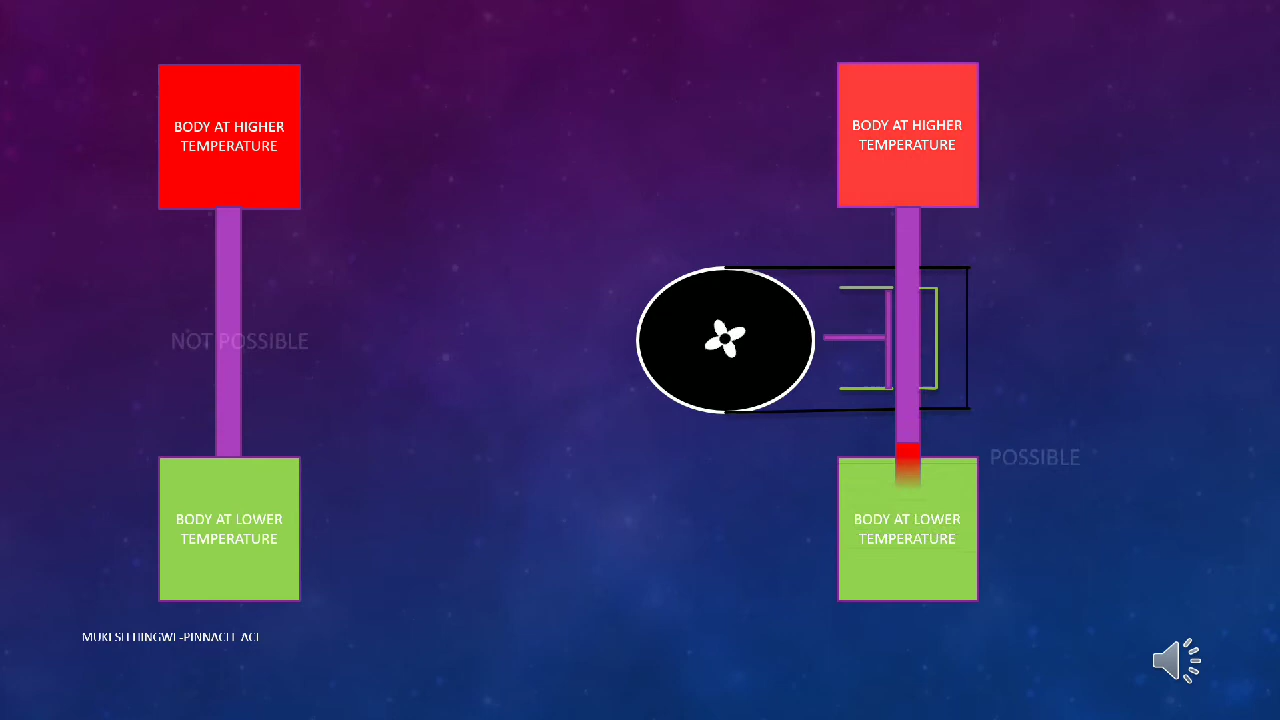 BODY AT HIGHER
TEMPERATURE
BODY AT HIGHER
TEMPERATURE
NOT POSSIBLE
POSSIBLE
BODY AT LOWER
TEMPERATURE
BODY AT LOWER
TEMPERATURE